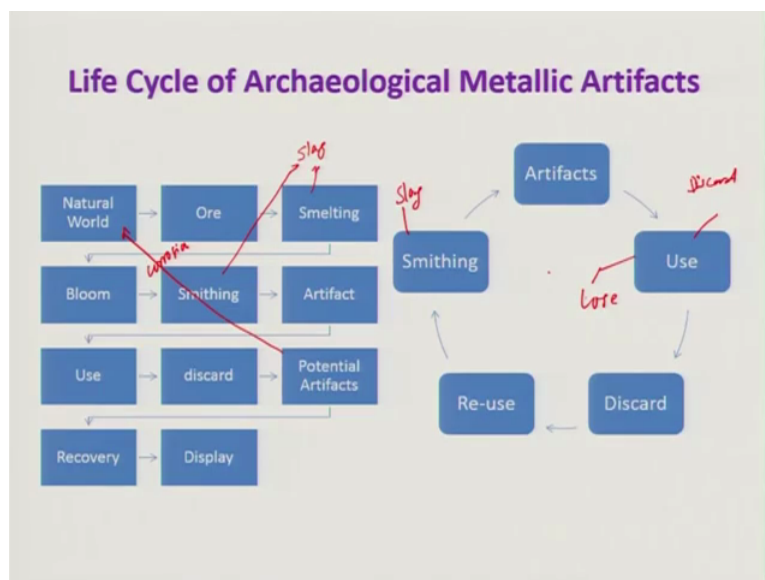 Life Cycle of Archaeological Metallic Artifacts
Slag
Natural
World
Ore
Smelting
corrosion
Bloom
Smithing
Artifact
Use
discard
Potential
Artifacts
Recovery
Display
Artifacts
Slag
Discard
Smithing
Use
Lose
Re-use
Discard